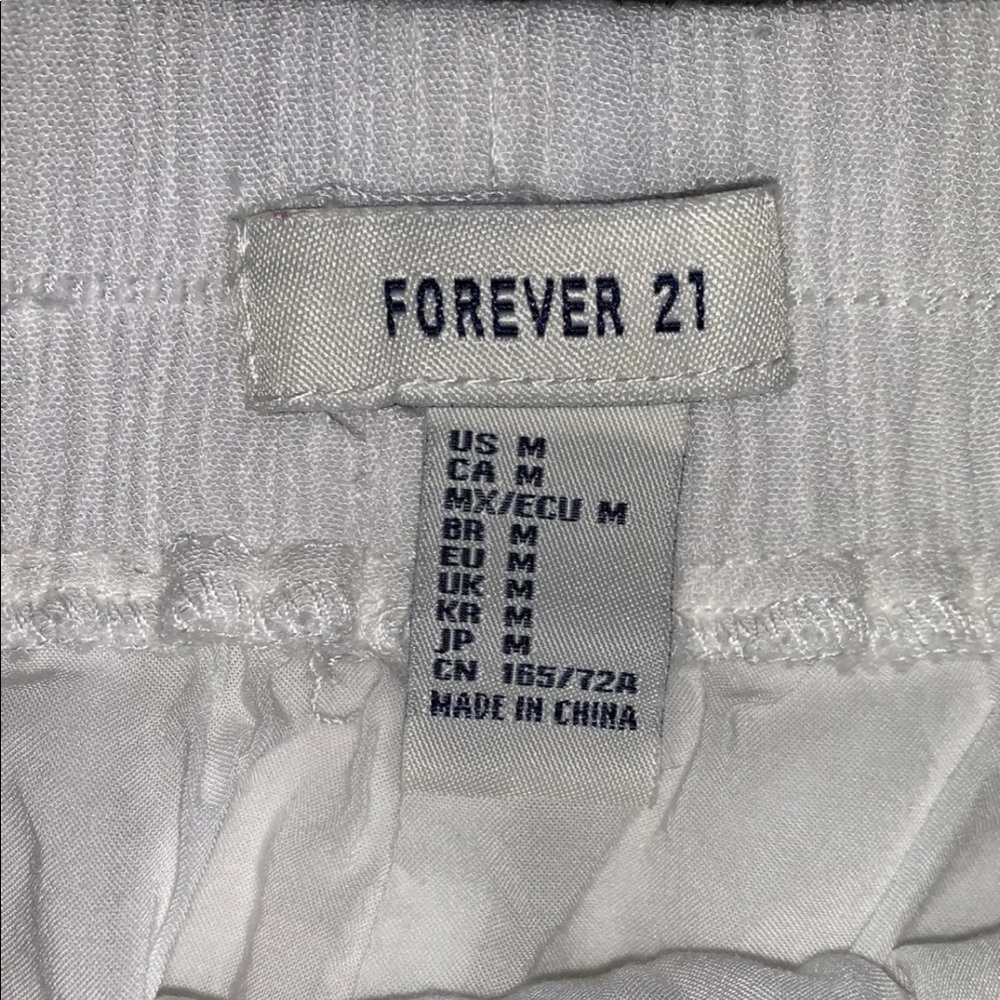 FOREVER 21
US M
CA M
MX/ECU M
BR M
EU M
UK M
KR M
JP M
CN 165/72A
MADE IN CHINA